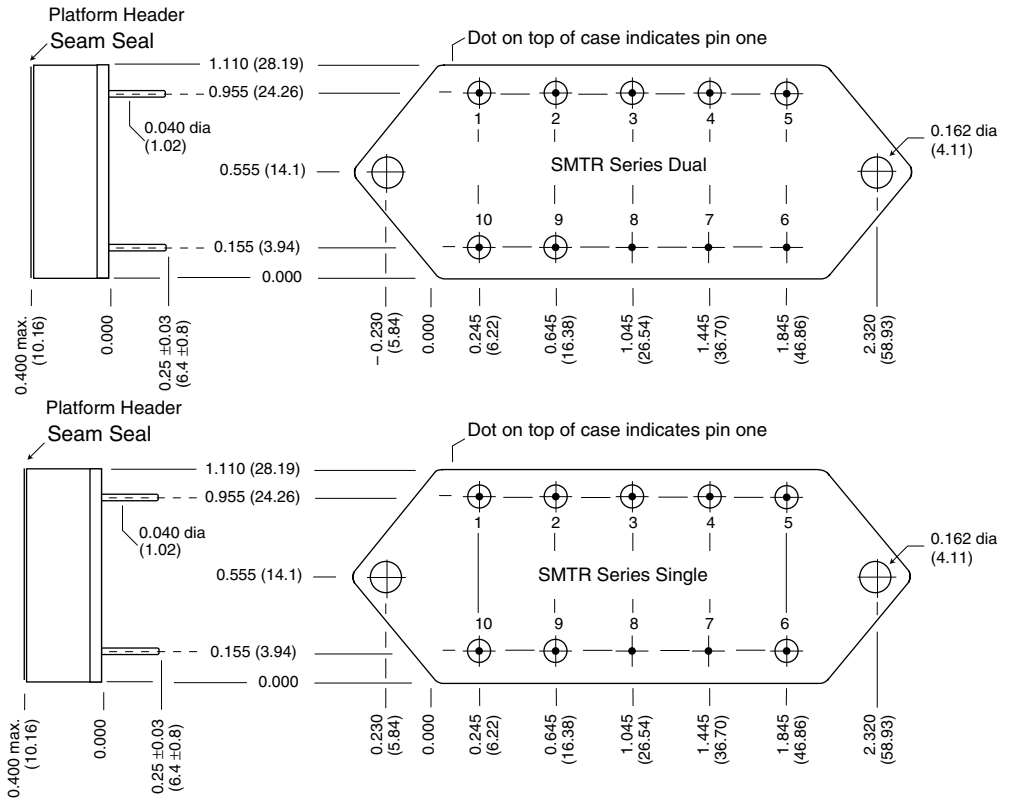 Platform Header
Seam Seal
Dot on top of case indicates pin one
1.110 (28.19)
0.955 (24.26)
0.040 dia
(1.02)
1 2 3 4 5
0.162 dia
(4.11)
0.555 (14.1)
SMTR Series Dual
10 9 8 7 6
0.155 (3.94)
0.000
0.400 max.
(10.16)
0.000
0.25 ±0.03
(6.4 ±0.8)
– 0.230
(5.84)
0.000
0.245
(6.22)
0.645
(16.38)
1.045
(26.54)
1.445
(36.70)
1.845
(46.86)
2.320
(58.93)
Platform Header
Seam Seal
Dot on top of case indicates pin one
1.110 (28.19)
0.955 (24.26)
0.040 dia
(1.02)
1 2 3 4 5
0.162 dia
(4.11)
0.555 (14.1)
SMTR Series Single
10 9 8 7 6
0.155 (3.94)
0.000
0.400 max.
(10.16)
0.000
0.25 ±0.03
(6.4 ±0.8)
0.230
(5.84)
0.000
0.245
(6.22)
0.645
(16.38)
1.045
(26.54)
1.445
(36.70)
1.845
(46.86)
2.320
(58.93)